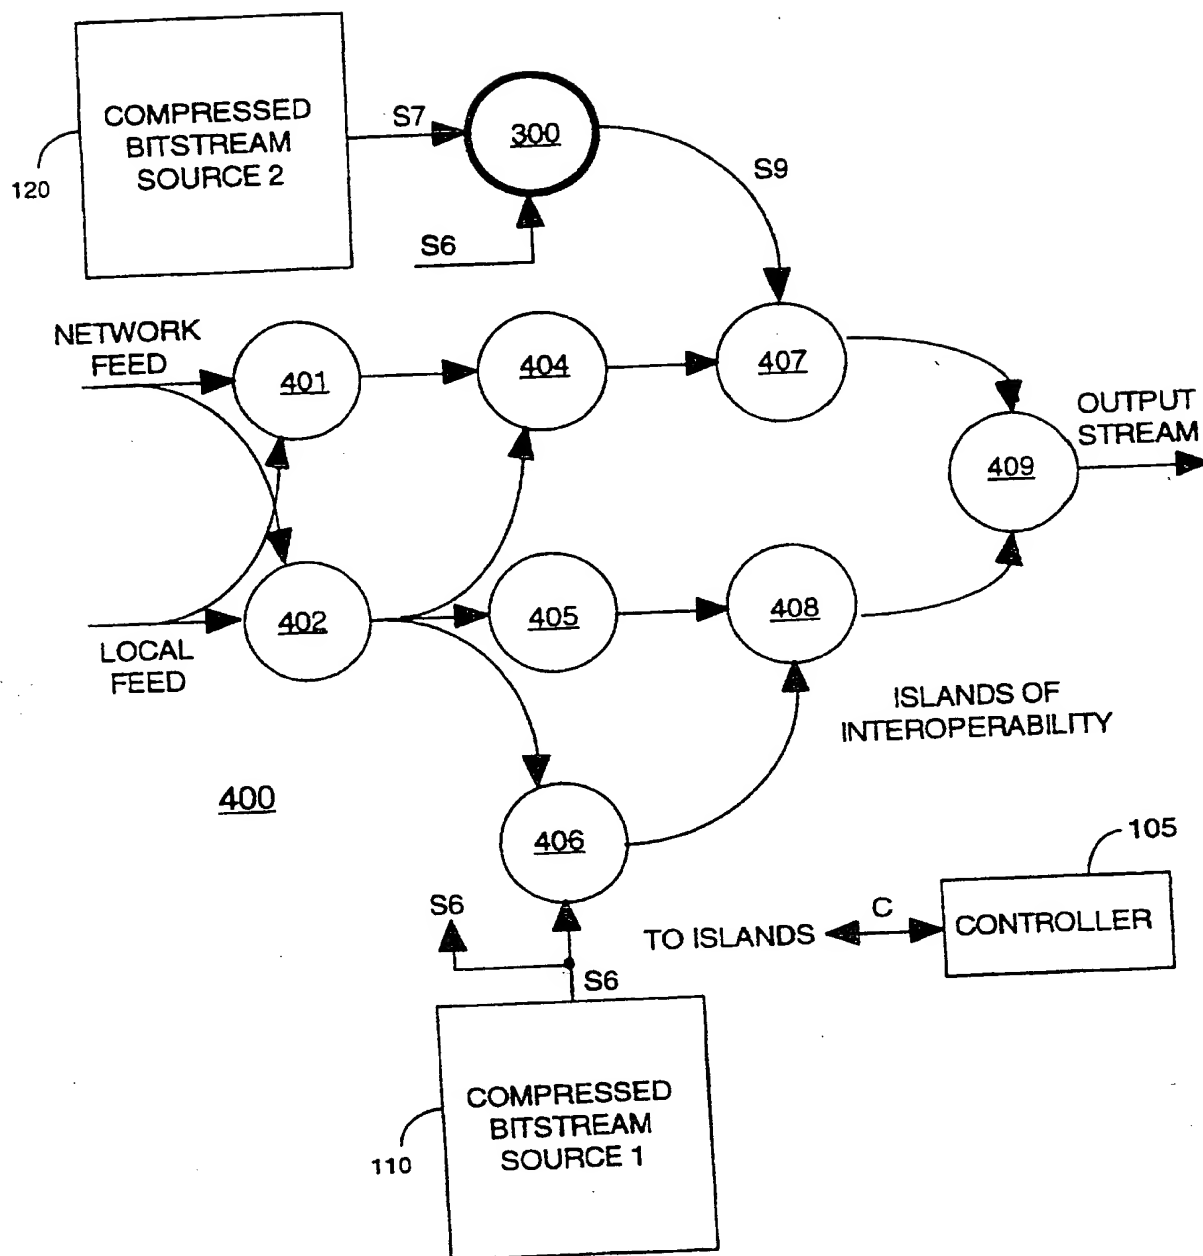 COMPRESSED
BITSTREAM
SOURCE 2
120
S7
300
S9
S6
NETWORK
FEED
401
404
407
OUTPUT
STREAM
409
402
405
408
LOCAL
FEED
ISLANDS OF
INTEROPERABILITY
400
406
105
S6
C
TO ISLANDS
CONTROLLER
S6
COMPRESSED
BITSTREAM
SOURCE 1
110